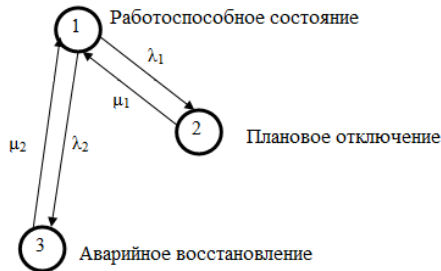 1 Работоспособное состояние
λ1
μ1
2 Плановое отключение
μ2 λ2
3 Аварийное восстановление